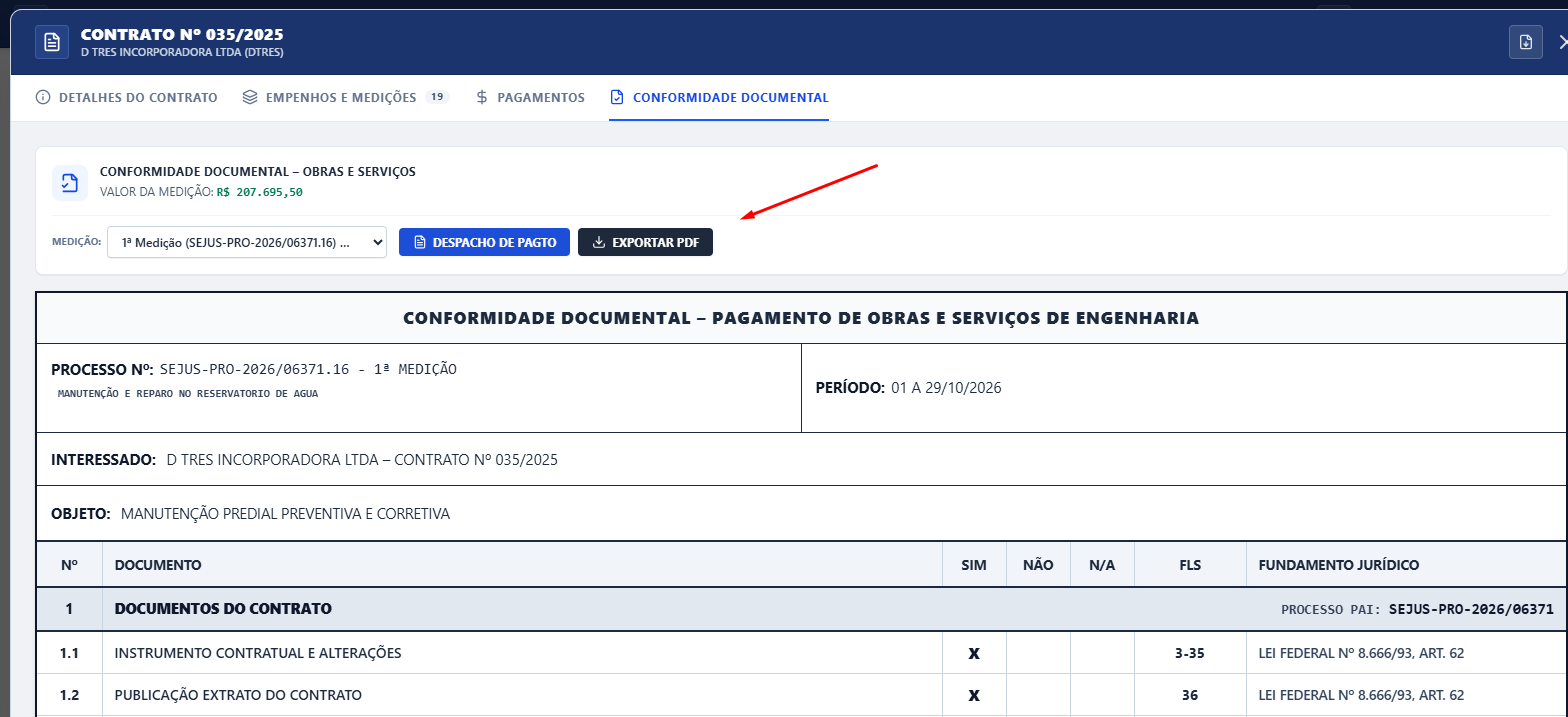 CONTRATO Nº 035/2025
D TRES INCORPORADORA LTDA (DTRES)
DETALHES DO CONTRATO EMPENHOS E MEDIÇÕES 19 PAGAMENTOS CONFORMIDADE DOCUMENTAL
CONFORMIDADE DOCUMENTAL – OBRAS E SERVIÇOS
VALOR DA MEDIÇÃO: R$ 207.695,50
MEDIÇÃO: 1ª Medição (SEJUS-PRO-2026/06371.16) ... DESPACHO DE PAGTO EXPORTAR PDF
CONFORMIDADE DOCUMENTAL – PAGAMENTO DE OBRAS E SERVIÇOS DE ENGENHARIA
PROCESSO Nº: SEJUS-PRO-2026/06371.16 - 1ª MEDIÇÃO
MANUTENÇÃO E REPARO NO RESERVATORIO DE AGUA
PERÍODO: 01 A 29/10/2026
INTERESSADO: D TRES INCORPORADORA LTDA – CONTRATO Nº 035/2025
OBJETO: MANUTENÇÃO PREDIAL PREVENTIVA E CORRETIVA
Nº DOCUMENTO SIM NÃO N/A FLS FUNDAMENTO JURÍDICO
1 DOCUMENTOS DO CONTRATO PROCESSO PAI: SEJUS-PRO-2026/06371
1.1 INSTRUMENTO CONTRATUAL E ALTERAÇÕES X 3-35 LEI FEDERAL Nº 8.666/93, ART. 62
1.2 PUBLICAÇÃO EXTRATO DO CONTRATO X 36 LEI FEDERAL Nº 8.666/93, ART. 62